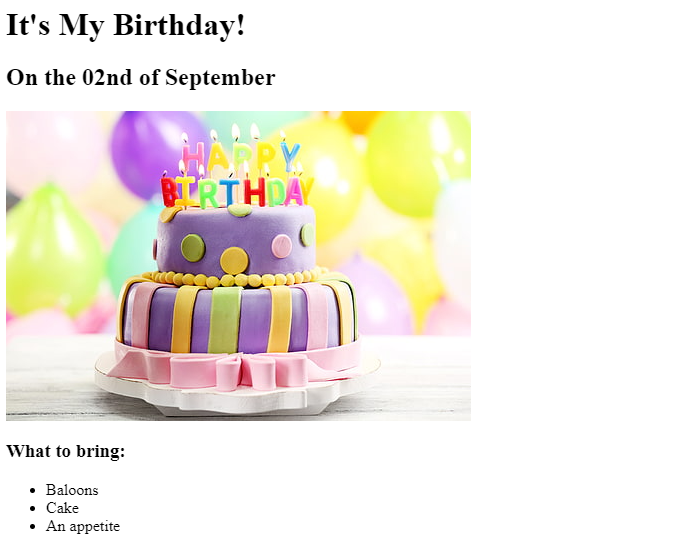 It's My Birthday!
On the 02nd of September
HAPPY
BIRTHDAY
What to bring:
Baloons
Cake
An appetite